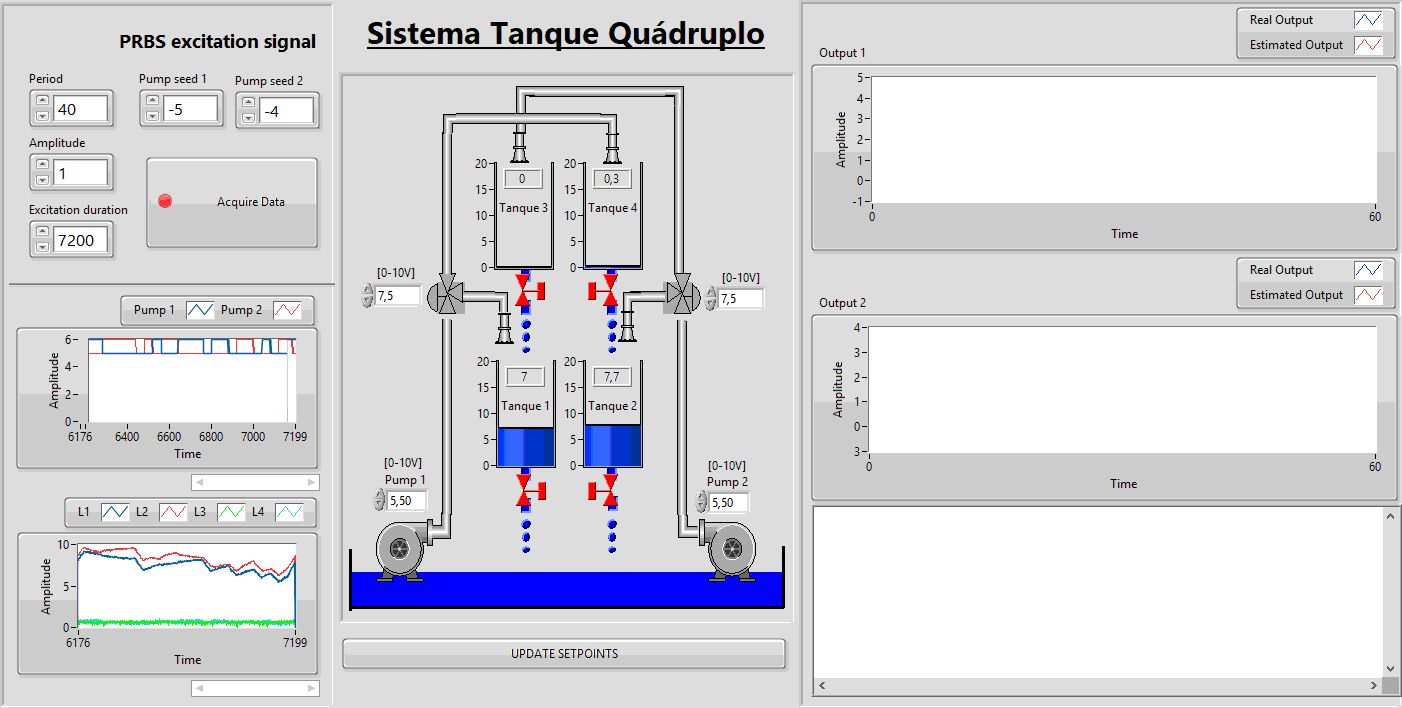 PRBS excitation signal
Period
Pump seed 1
Pump seed 2
40
-5
-4
Amplitude
1
Acquire Data
Excitation duration
7200
Pump 1
Pump 2
Amplitude
6
4
2
0
6176
6400
6600
6800
7000
7199
Time
L1
L2
L3
L4
Amplitude
10
5
0
6176
7199
Time
Sistema Tanque Quádruplo
20
15
10
5
0
0
Tanque 3
20
15
10
5
0
0,3
Tanque 4
[0-10V]
7,5
[0-10V]
7,5
20
15
10
5
0
7
Tanque 1
20
15
10
5
0
7,7
Tanque 2
[0-10V]
Pump 1
5,50
[0-10V]
Pump 2
5,50
UPDATE SETPOINTS
Real Output
Estimated Output
Output 1
Amplitude
5
4
3
2
1
0
-1
0
60
Time
Real Output
Estimated Output
Output 2
Amplitude
4
3
2
1
0
3
0
60
Time